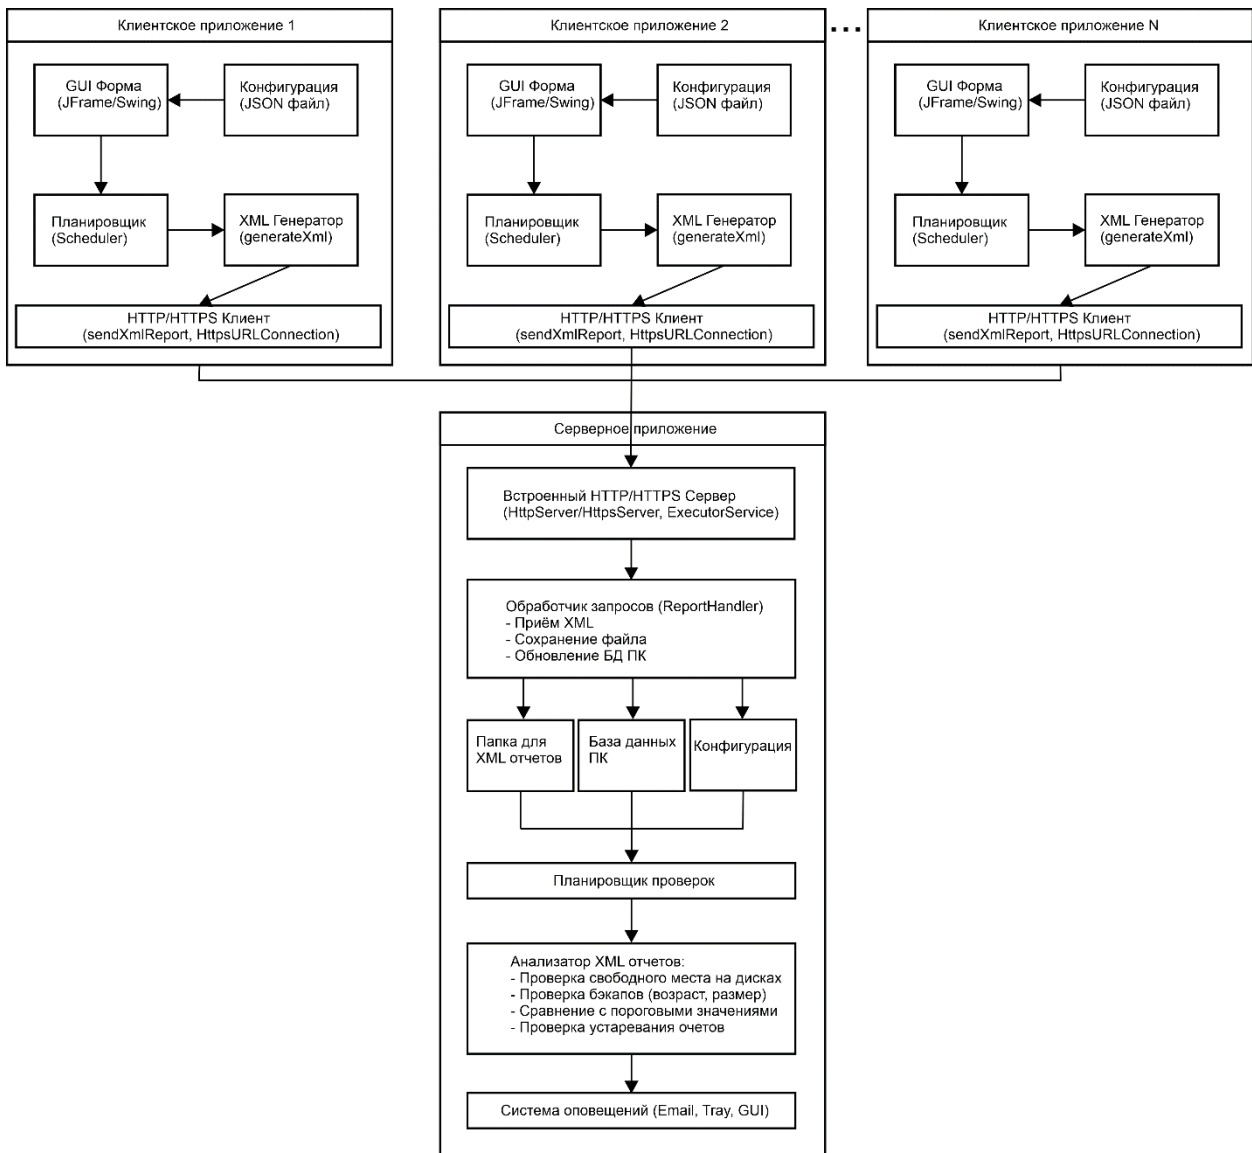 Клиентское приложение 1
GUI Форма
(JFrame/Swing)
Конфигурация
(JSON файл)
Планировщик
(Scheduler)
XML Генератор
(generateXml)
HTTP/HTTPS Клиент
(sendXmlReport, HttpsURLConnection)
Клиентское приложение 2
GUI Форма
(JFrame/Swing)
Конфигурация
(JSON файл)
Планировщик
(Scheduler)
XML Генератор
(generateXml)
HTTP/HTTPS Клиент
(sendXmlReport, HttpsURLConnection)
...
Клиентское приложение N
GUI Форма
(JFrame/Swing)
Конфигурация
(JSON файл)
Планировщик
(Scheduler)
XML Генератор
(generateXml)
HTTP/HTTPS Клиент
(sendXmlReport, HttpsURLConnection)
Серверное приложение
Встроенный HTTP/HTTPS Сервер
(HttpServer/HttpsServer, ExecutorService)
Обработчик запросов (ReportHandler)
- Приём XML
- Сохранение файла
- Обновление БД ПК
Папка для
XML отчетов
База данных
ПК
Конфигурация
Планировщик проверок
Анализатор XML отчетов:
- Проверка свободного места на дисках
- Проверка бэкапов (возраст, размер)
- Сравнение с пороговыми значениями
- Проверка устаревания очетов
Система оповещений (Email, Tray, GUI)